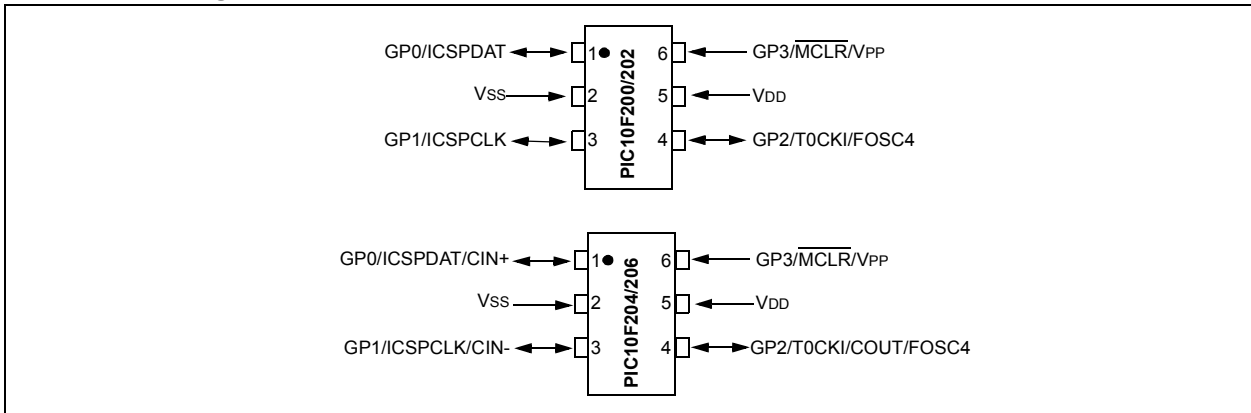 GP0/ICSPDAT 1 6 GP3/MCLR/VPP
VSS 2 5 VDD
GP1/ICSPCLK 3 4 GP2/T0CKI/FOSC4
PIC10F200/202
GP0/ICSPDAT/CIN+ 1 6 GP3/MCLR/VPP
VSS 2 5 VDD
GP1/ICSPCLK/CIN- 3 4 GP2/T0CKI/COUT/FOSC4
PIC10F204/206